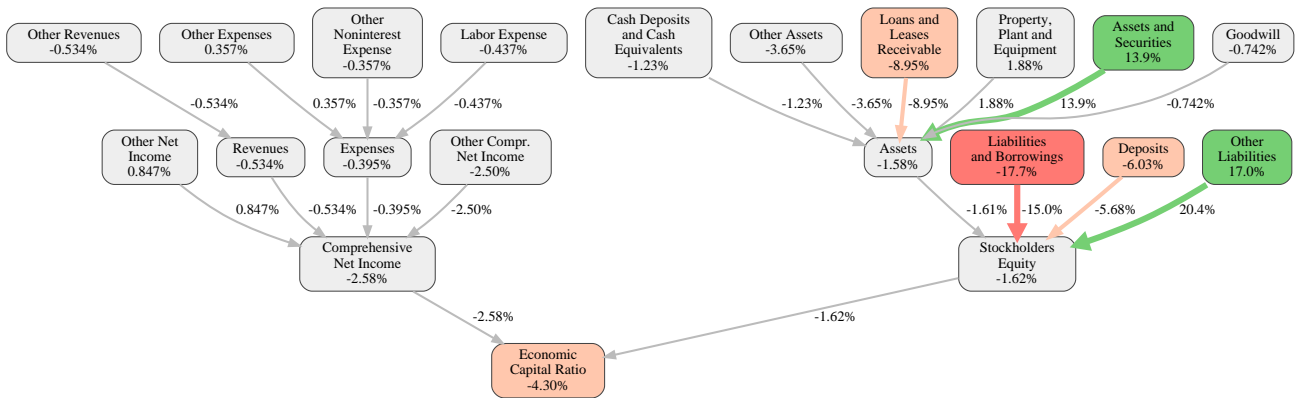 Other Revenues
-0.534%
Other Expenses
0.357%
Other
Noninterest
Expense
-0.357%
Labor Expense
-0.437%
Cash Deposits
and Cash
Equivalents
-1.23%
Other Assets
-3.65%
Loans and
Leases
Receivable
-8.95%
Property,
Plant and
Equipment
1.88%
Assets and
Securities
13.9%
Goodwill
-0.742%
-0.534%
0.357%
-0.357%
-0.437%
-1.23%
-3.65%
-8.95%
1.88%
13.9%
-0.742%
Other Net
Income
0.847%
Revenues
-0.534%
Expenses
-0.395%
Other Compr.
Net Income
-2.50%
Assets
-1.58%
Liabilities
and Borrowings
-17.7%
Deposits
-6.03%
Other
Liabilities
17.0%
0.847%
-0.534%
-0.395%
-2.50%
-1.61%
-15.0%
-5.68%
20.4%
Comprehensive
Net Income
-2.58%
Stockholders
Equity
-1.62%
-2.58%
-1.62%
Economic
Capital Ratio
-4.30%